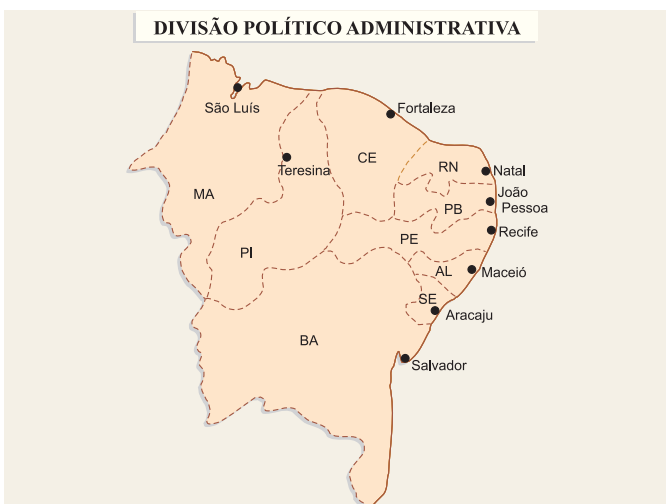 DIVISÃO POLÍTICO ADMINISTRATIVA
São Luís
Fortaleza
Teresina
CE
RN
Natal
MA
João
Pessoa
PB
Recife
PE
PI
AL
Maceió
SE
Aracaju
BA
Salvador